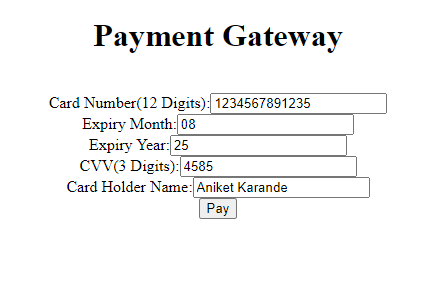 Payment Gateway
Card Number(12 Digits): 1234567891235
Expiry Month: 08
Expiry Year: 25
CVV(3 Digits): 4585
Card Holder Name: Aniket Karande
Pay